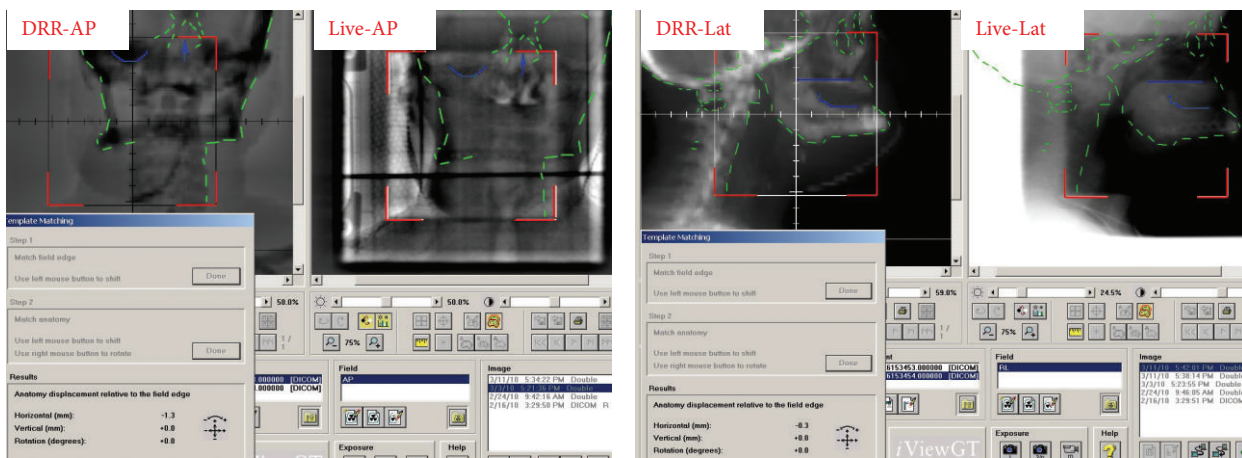 DRR-AP
Live-AP
Template Matching
Step 1
Match field edge
Use left mouse button to shift
Done
Step 2
Match anatomy
Use left mouse button to shift
Use right mouse button to rotate
Done
Results
Anatomy displacement relative to the field edge
Horizontal (mm): -1.3
Vertical (mm): +0.0
Rotation (degrees): +0.0
50.0%
50.0%
75%
1 / 1
.000000 [DICOM]
.000000 [DICOM]
Field
AP
Image
3/11/10 5:34:22 PM Double
3/3/10 5:21:36 PM Double
2/24/10 9:42:16 AM Double
2/16/10 3:29:50 PM DICOM R
Exposure
Help
DRR-Lat
Live-Lat
Template Matching
Step 1
Match field edge
Use left mouse button to shift
Done
Step 2
Match anatomy
Use left mouse button to shift
Use right mouse button to rotate
Done
Results
Anatomy displacement relative to the field edge
Horizontal (mm): -0.3
Vertical (mm): +0.0
Rotation (degrees): +0.0
59.0%
24.5%
75%
6153453.000000 [DICOM]
6153454.000000 [DICOM]
Field
RL
Image
3/11/10 5:42:01 PM Double
3/11/10 5:38:14 PM Double
3/3/10 5:23:55 PM Double
2/24/10 9:46:05 AM Double
2/16/10 3:29:51 PM DICOM
iViewGT
Exposure
Help